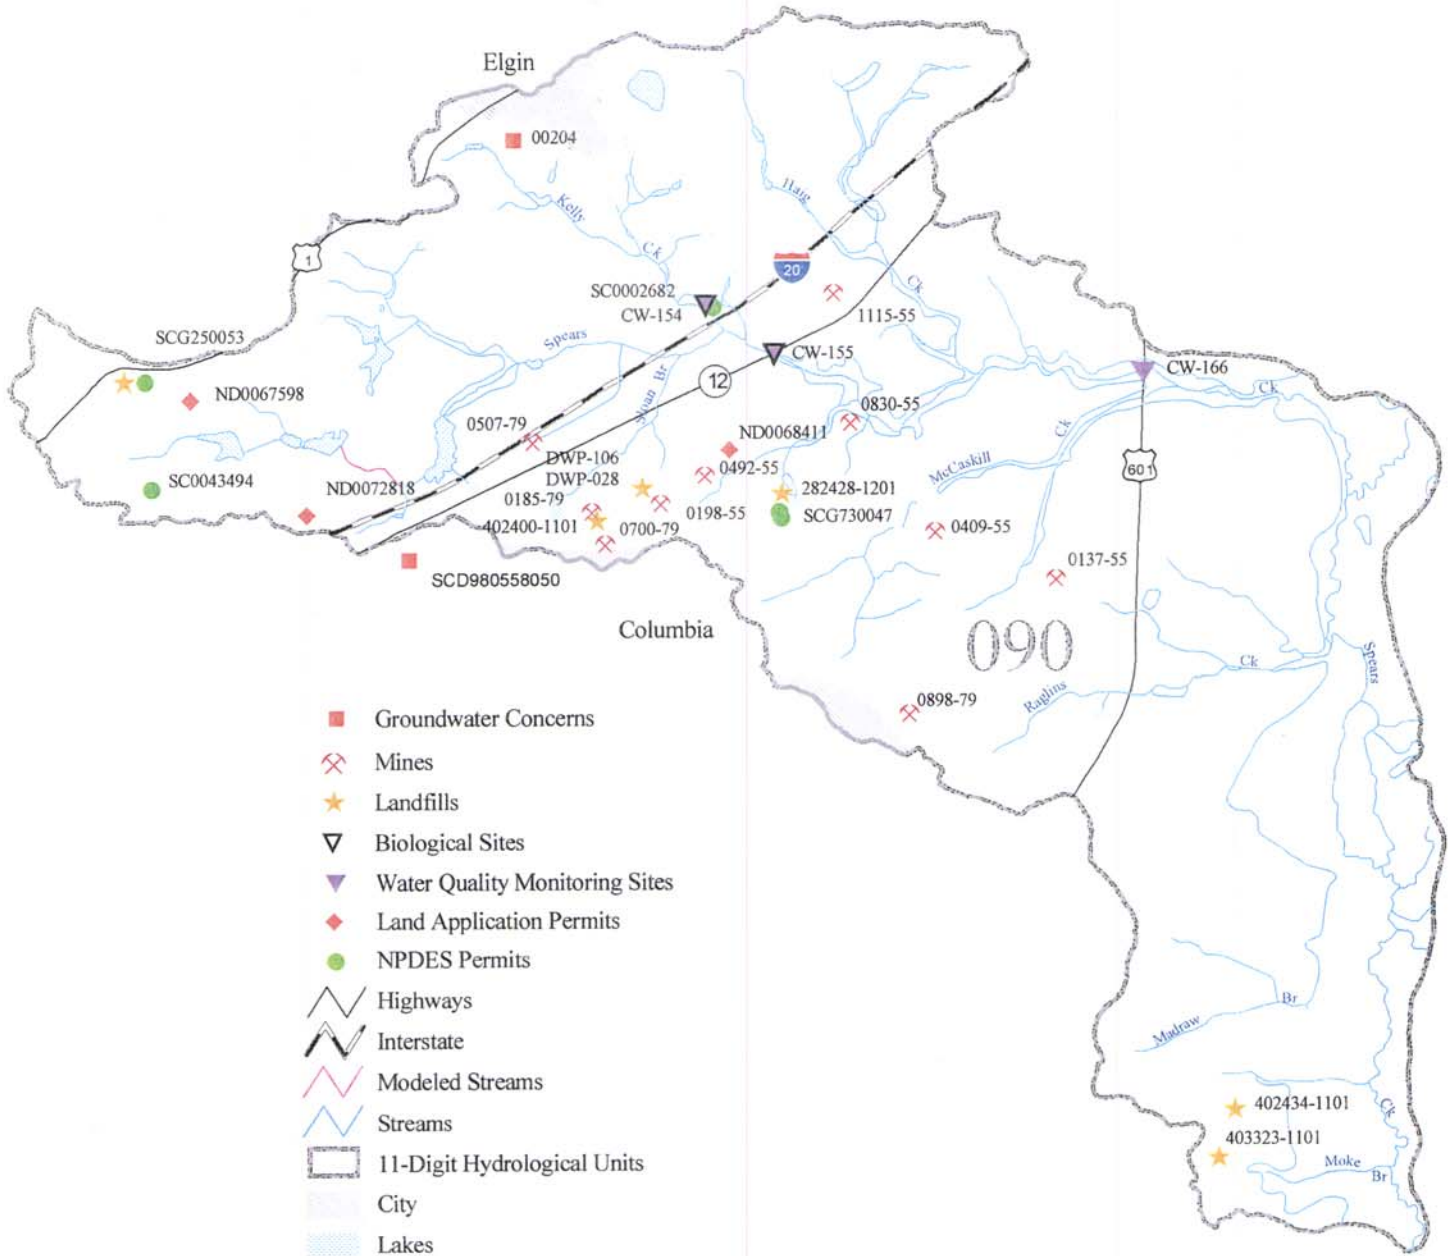 Elgin
00204
Kelly
Ck
Haig
Ck
1
20
SC0002682
CW-154
1115-55
SCG250053
Spears
CW-155
CW-166
12
Ck
ND0067598
Sloan Br
0507-79
0830-55
ND0068411
Ck
DWP-106
DWP-028
0492-55
McCaskill
601
SC0043494
ND0072818
0185-79
282428-1201
402400-1101
0700-79
0198-55
SCG730047
0409-55
0137-55
SCD980558050
Columbia
090
Ck
Spears
Raglins
0898-79
Groundwater Concerns
Mines
Landfills
Biological Sites
Water Quality Monitoring Sites
Land Application Permits
NPDES Permits
Highways
Interstate
Modeled Streams
Streams
11-Digit Hydrological Units
City
Lakes
Br
Madraw
402434-1101
Ck
403323-1101
Moke
Br